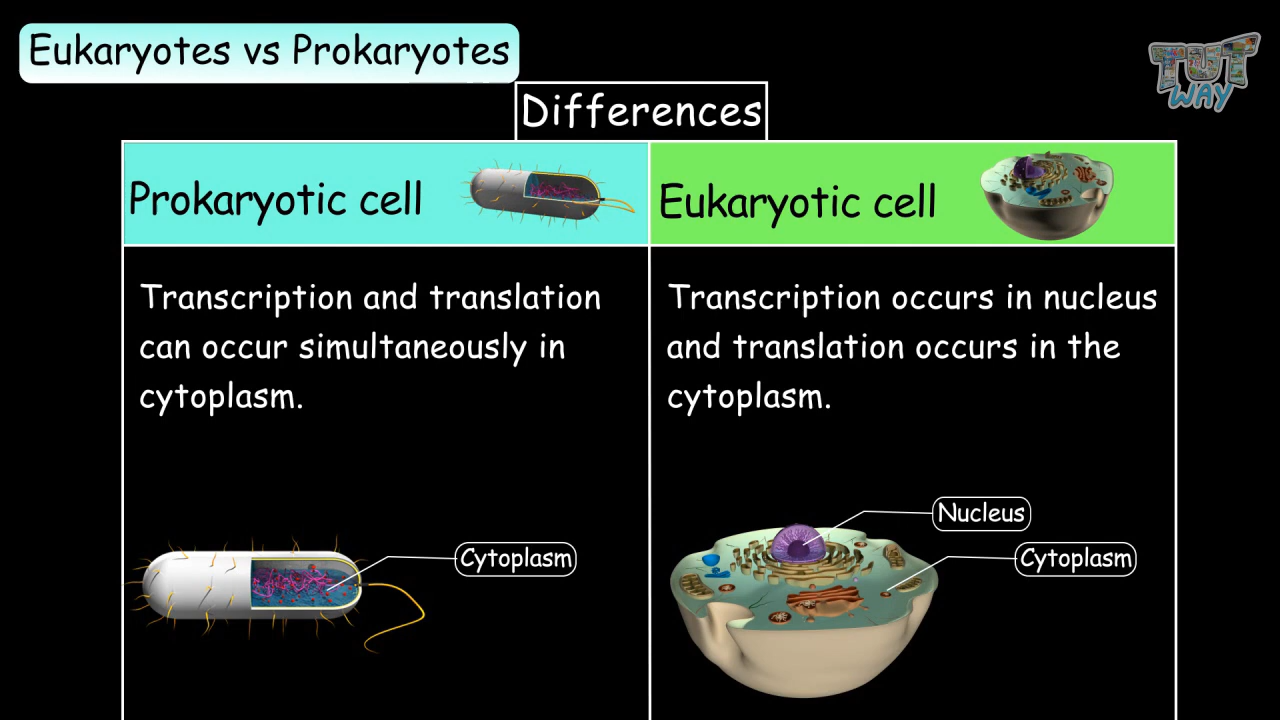 Eukaryotes vs Prokaryotes
TUT
WAY
Differences
Prokaryotic cell
Eukaryotic cell
Transcription and translation
can occur simultaneously in
cytoplasm.
Transcription occurs in nucleus
and translation occurs in the
cytoplasm.
Cytoplasm
Nucleus
Cytoplasm